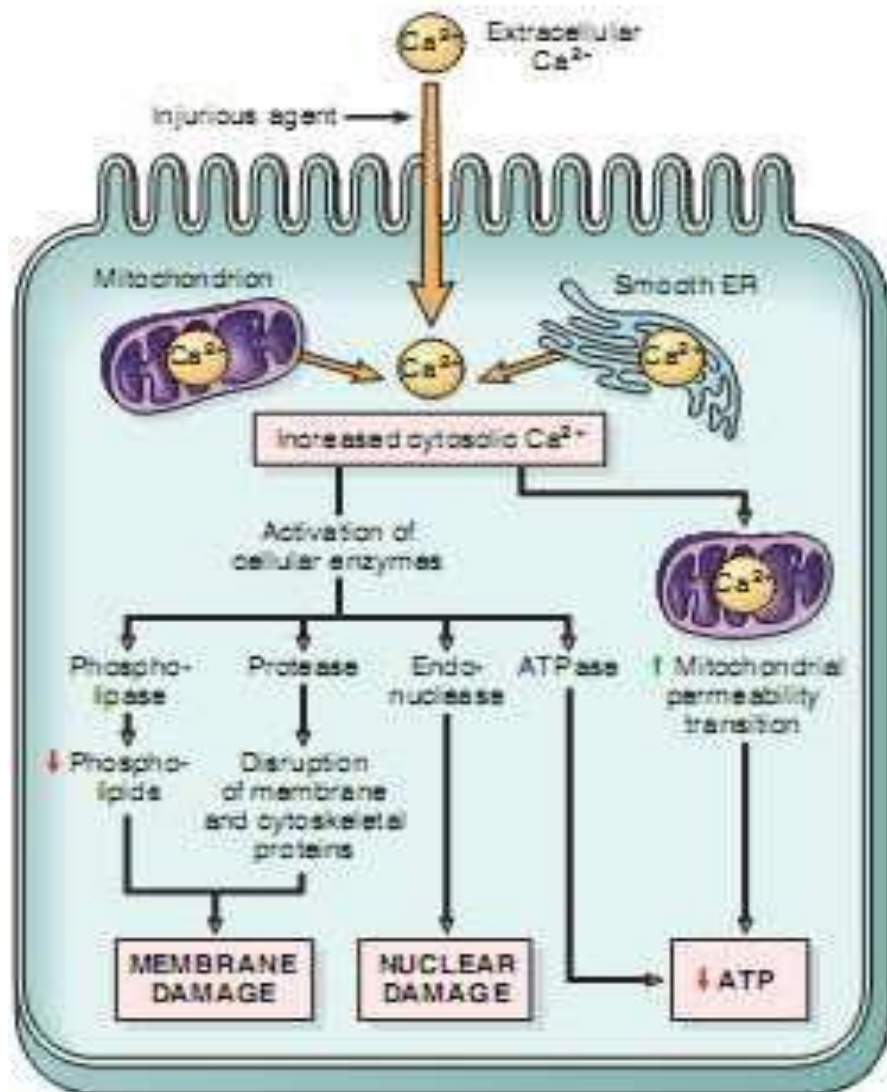 Ca²⁺
Extracellular
Ca²⁺
Injurious agent
Mitochondrion
Smooth ER
Ca²⁺
Ca²⁺
Ca²⁺
Increased cytosolic Ca²⁺
Activation of
cellular enzymes
Ca²⁺
Phospho-
lipase
Protease
Endo-
nuclease
ATPase
↑ Mitochondrial
permeability
transition
↓ Phospho-
lipids
Disruption
of membrane
and cytoskeletal
proteins
MEMBRANE
DAMAGE
NUCLEAR
DAMAGE
↓ ATP